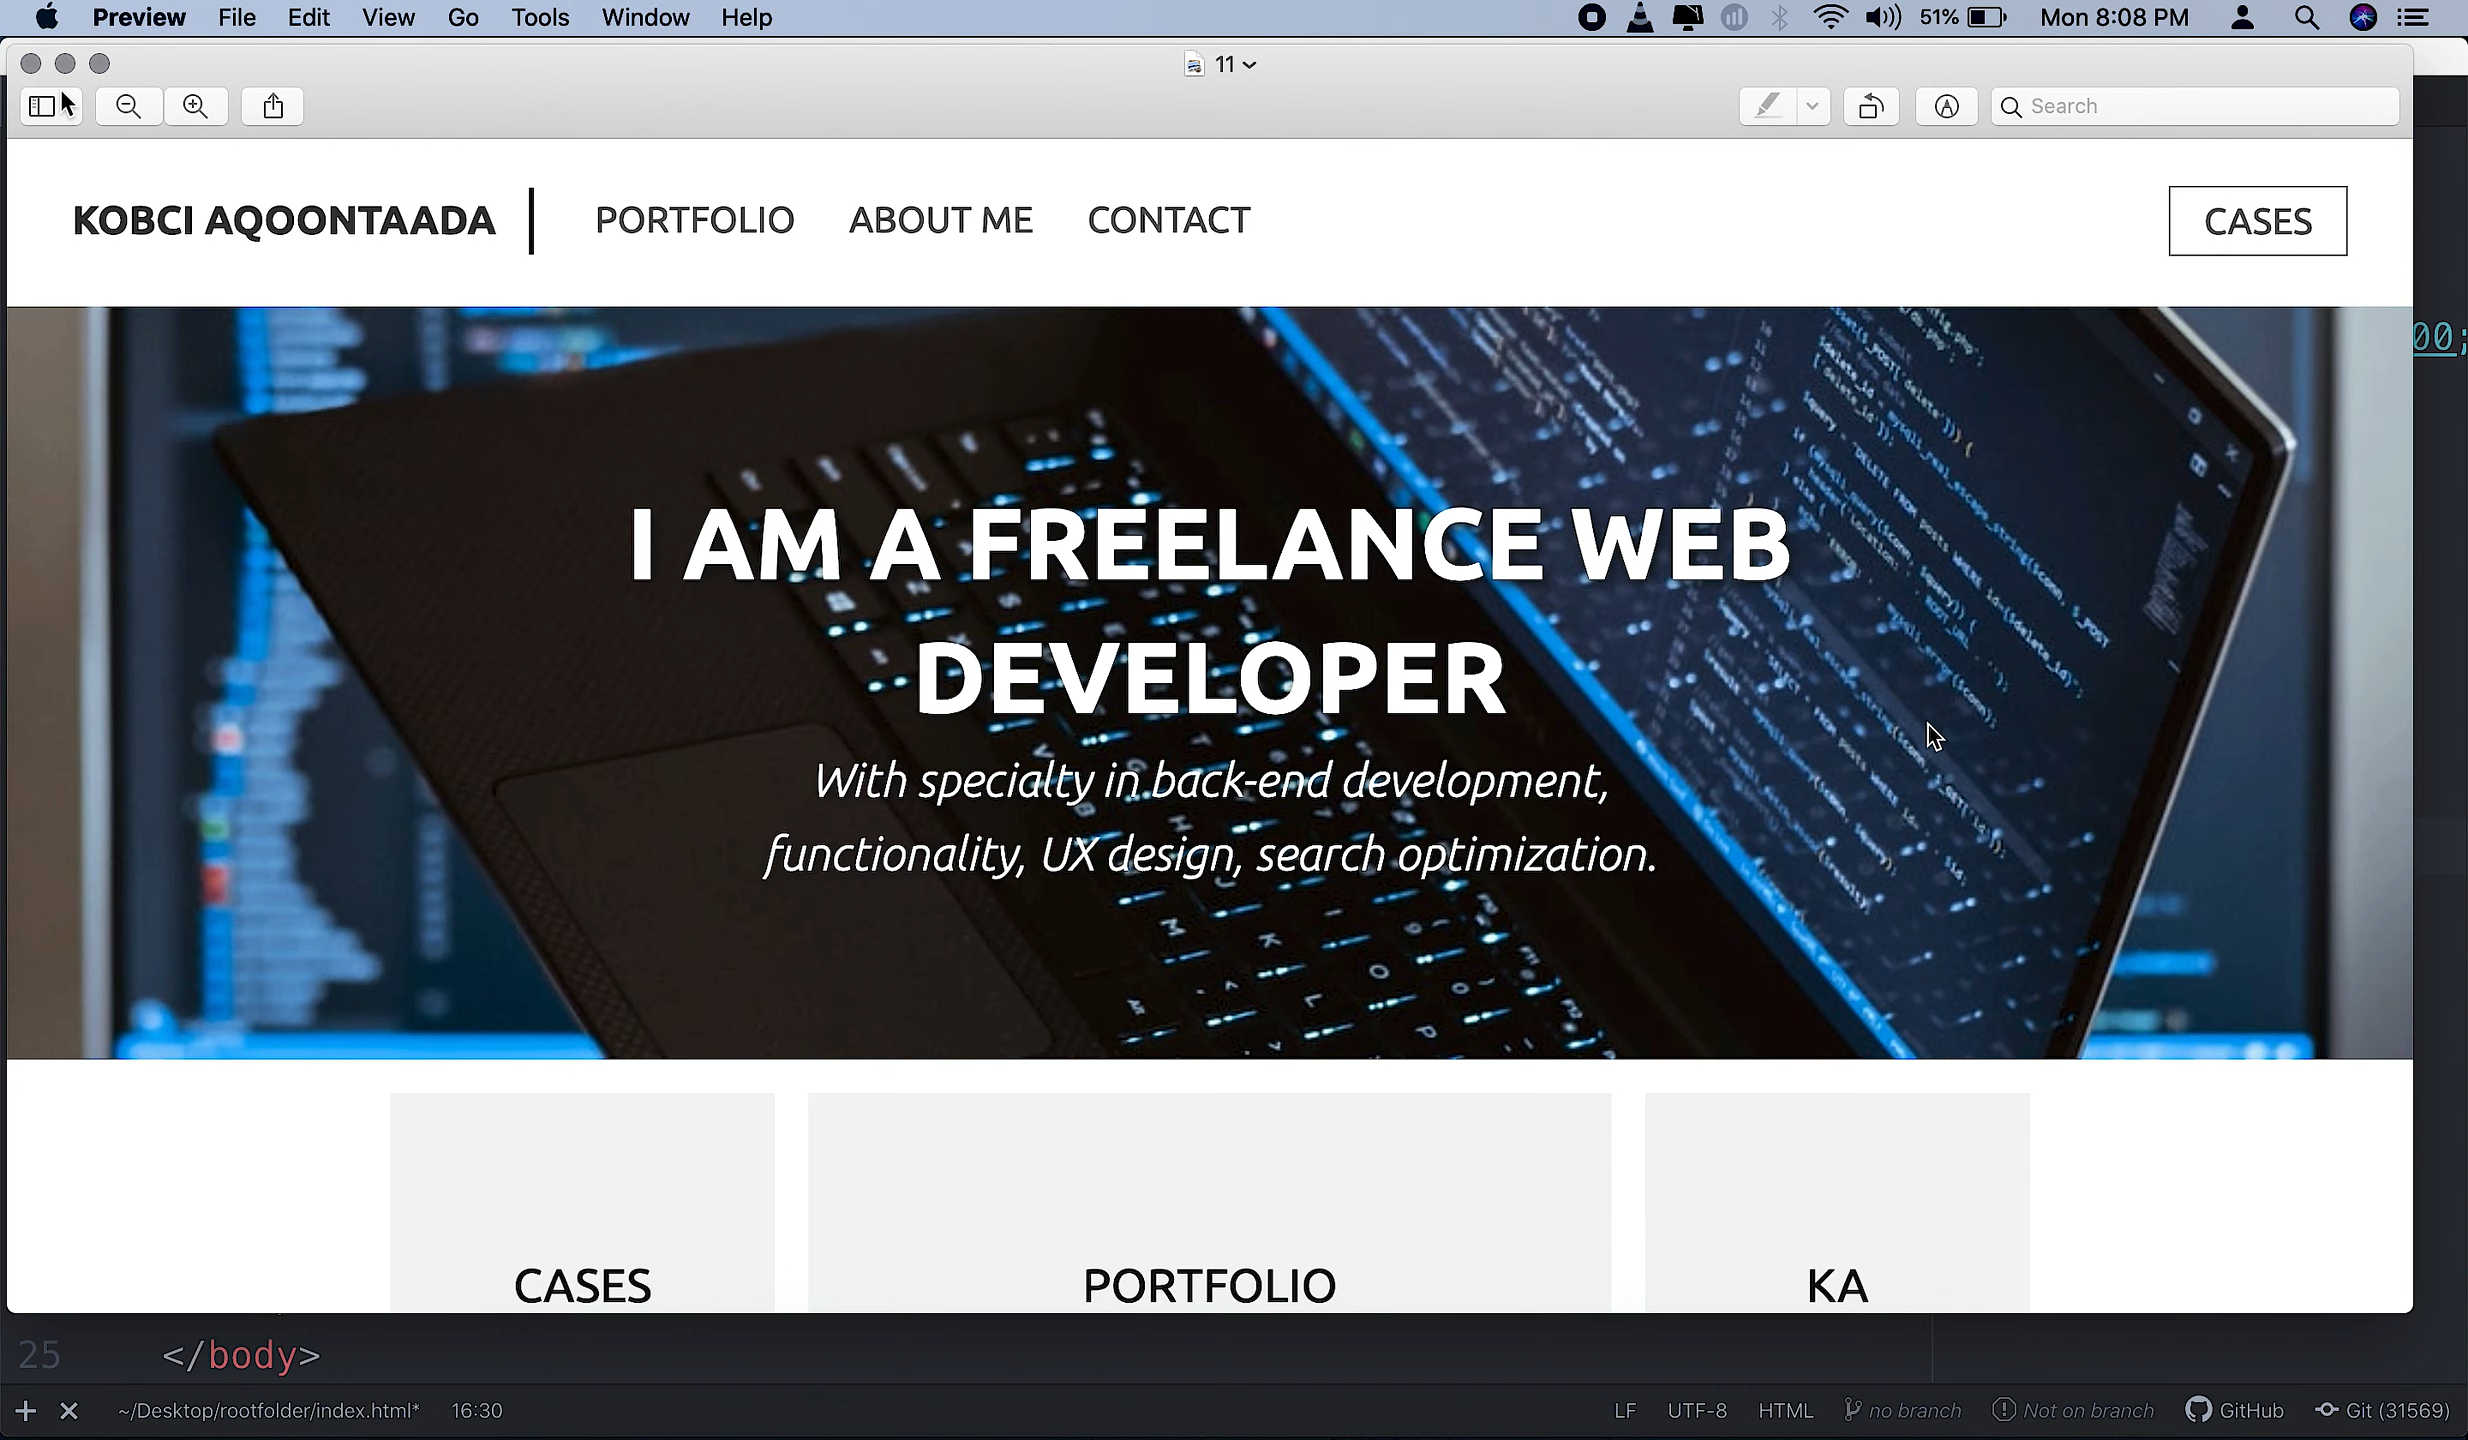 Preview File Edit View Go Tools Window Help
51% Mon 8:08 PM
11
Search
KOBCI AQOONTAADA PORTFOLIO ABOUT ME CONTACT CASES
00;
I AM A FREELANCE WEB
DEVELOPER
With specialty in back-end development,
functionality, UX design, search optimization.
CASES PORTFOLIO KA
25 </body>
~/Desktop/rootfolder/index.html* 16:30 LF UTF-8 HTML no branch Not on branch GitHub Git (31569)